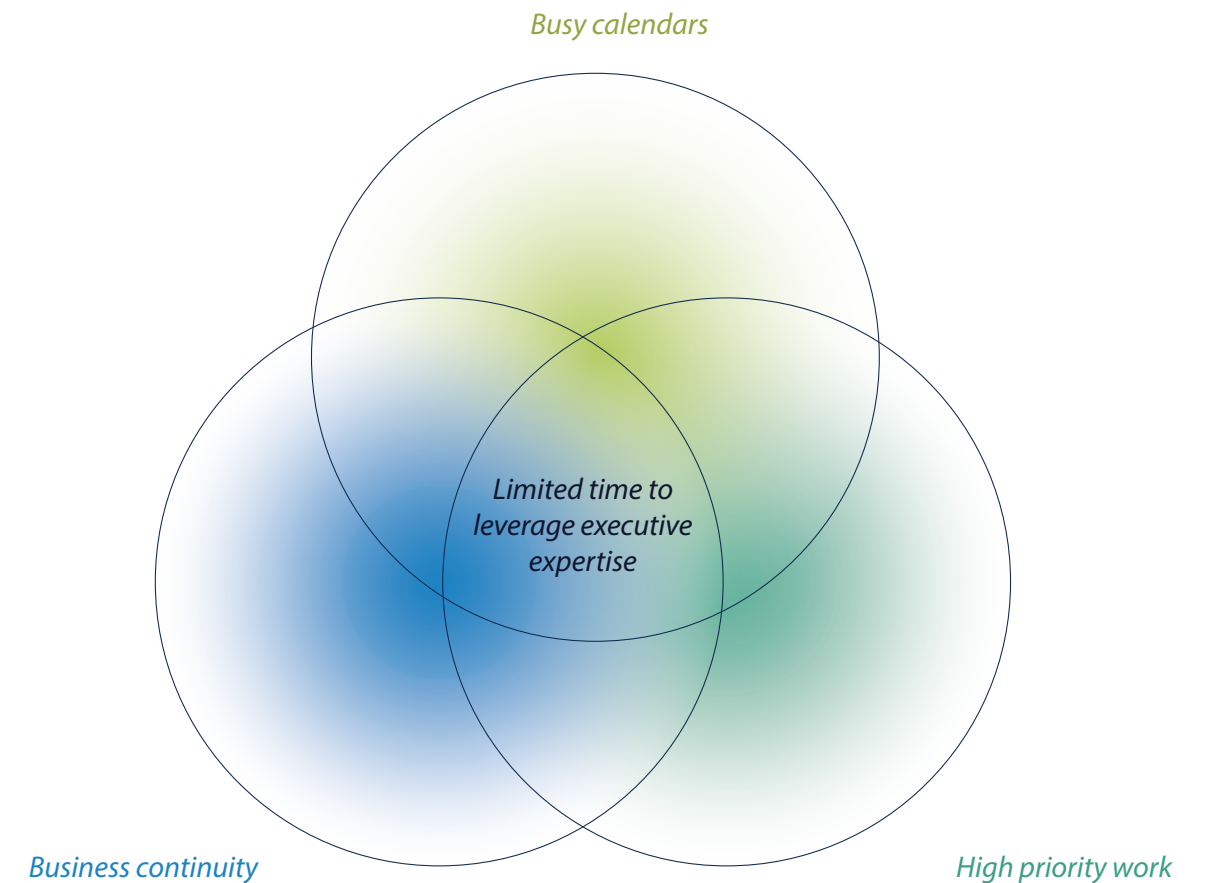 Busy calendars
Limited time to
leverage executive
expertise
Business continuity
High priority work